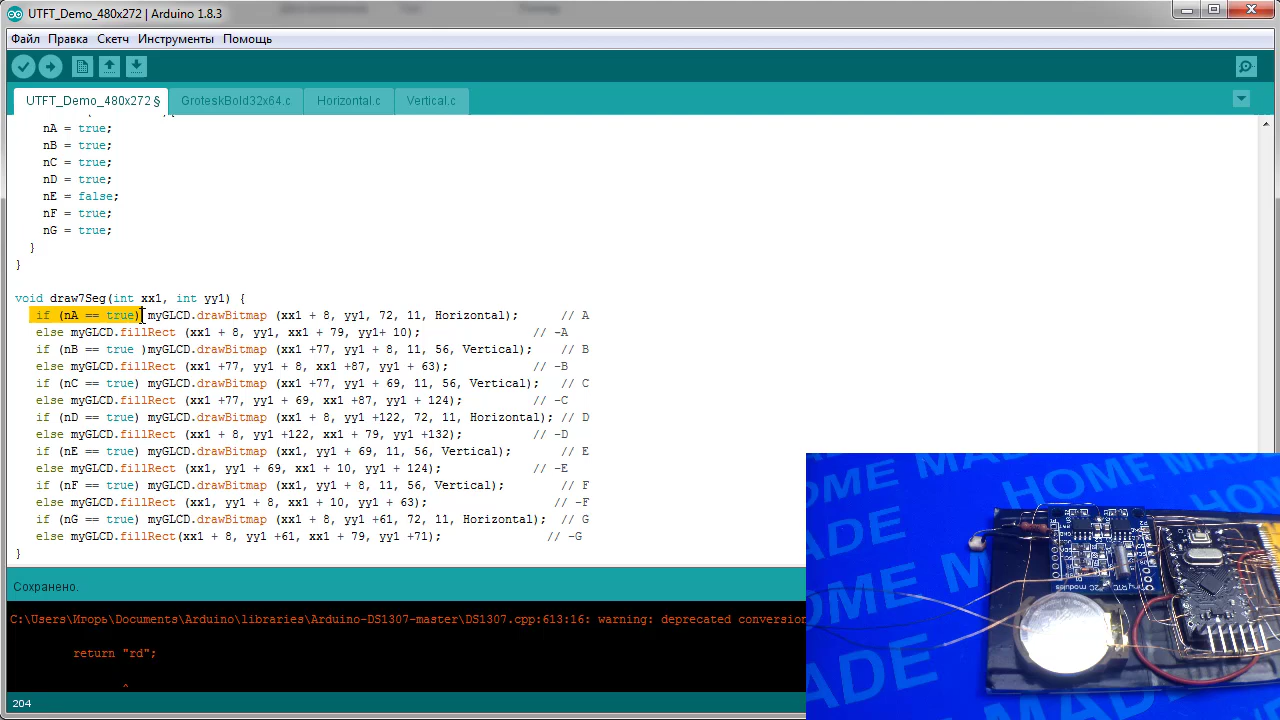 UTFT_Demo_480x272 | Arduino 1.8.3
Файл Правка Скетч Инструменты Помощь
UTFT_Demo_480x272 § GroteskBold32x64.c Horizontal.c Vertical.c
nA = true;
nB = true;
nC = true;
nD = true;
nE = false;
nF = true;
nG = true;
}
}
void draw7Seg(int xx1, int yy1) {
if (nA == true) myGLCD.drawBitmap (xx1 + 8, yy1, 72, 11, Horizontal); // A
else myGLCD.fillRect (xx1 + 8, yy1, xx1 + 79, yy1+ 10); // -A
if (nB == true )myGLCD.drawBitmap (xx1 +77, yy1 + 8, 11, 56, Vertical); // B
else myGLCD.fillRect (xx1 +77, yy1 + 8, xx1 +87, yy1 + 63); // -B
if (nC == true) myGLCD.drawBitmap (xx1 +77, yy1 + 69, 11, 56, Vertical); // C
else myGLCD.fillRect (xx1 +77, yy1 + 69, xx1 +87, yy1 + 124); // -C
if (nD == true) myGLCD.drawBitmap (xx1 + 8, yy1 +122, 72, 11, Horizontal); // D
else myGLCD.fillRect (xx1 + 8, yy1 +122, xx1 + 79, yy1 +132); // -D
if (nE == true) myGLCD.drawBitmap (xx1, yy1 + 69, 11, 56, Vertical); // E
else myGLCD.fillRect (xx1, yy1 + 69, xx1 + 10, yy1 + 124); // -E
if (nF == true) myGLCD.drawBitmap (xx1, yy1 + 8, 11, 56, Vertical); // F
else myGLCD.fillRect (xx1, yy1 + 8, xx1 + 10, yy1 + 63); // -F
if (nG == true) myGLCD.drawBitmap (xx1 + 8, yy1 +61, 72, 11, Horizontal); // G
else myGLCD.fillRect(xx1 + 8, yy1 +61, xx1 + 79, yy1 +71); // -G
}
Сохранено.
C:\Users\Игорь\Documents\Arduino\libraries\Arduino-DS1307-master\DS1307.cpp:613:16: warning: deprecated conversion
return "rd";
^
204
HOME MADE
HOME MADE
HOME
MADE
HOME
MADE